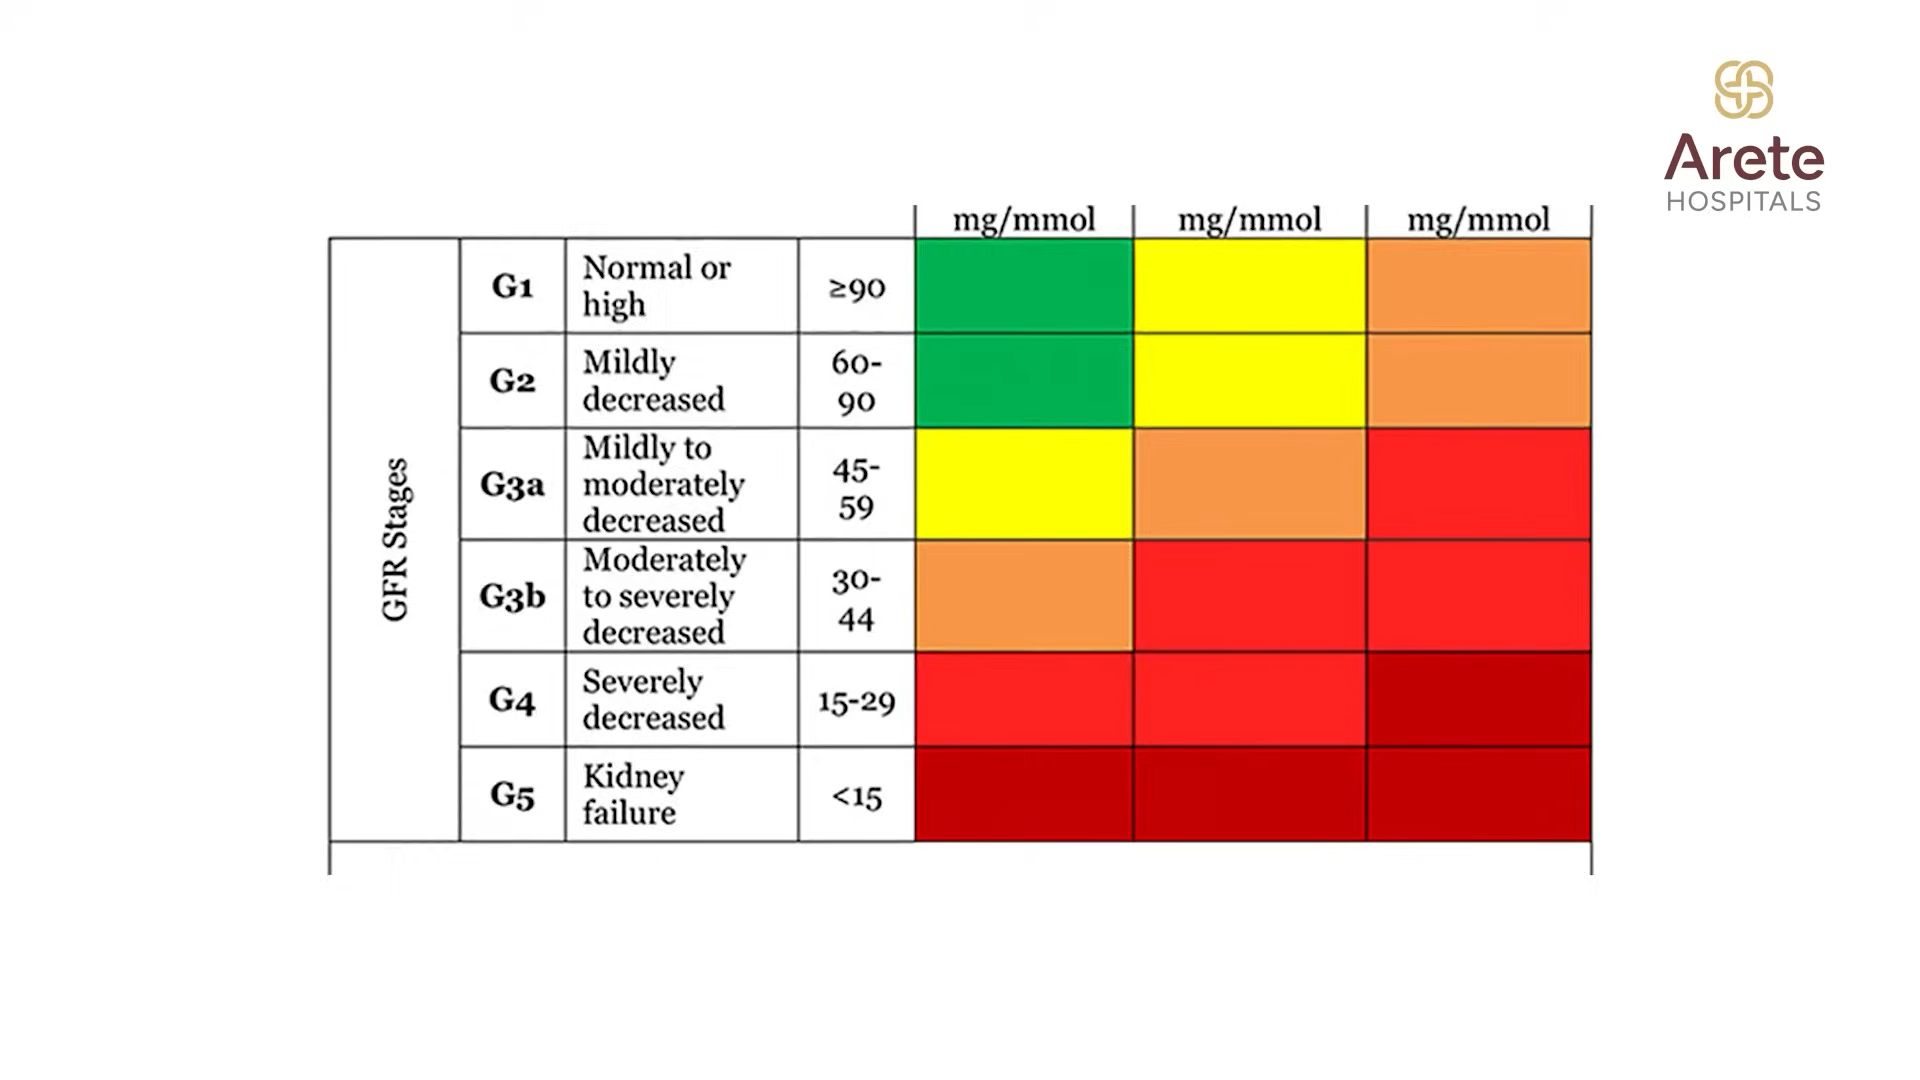 Arete
HOSPITALS
mg/mmol mg/mmol mg/mmol
GFR Stages
G1 Normal or high ≥90
G2 Mildly decreased 60-90
G3a Mildly to moderately decreased 45-59
G3b Moderately to severely decreased 30-44
G4 Severely decreased 15-29
G5 Kidney failure <15